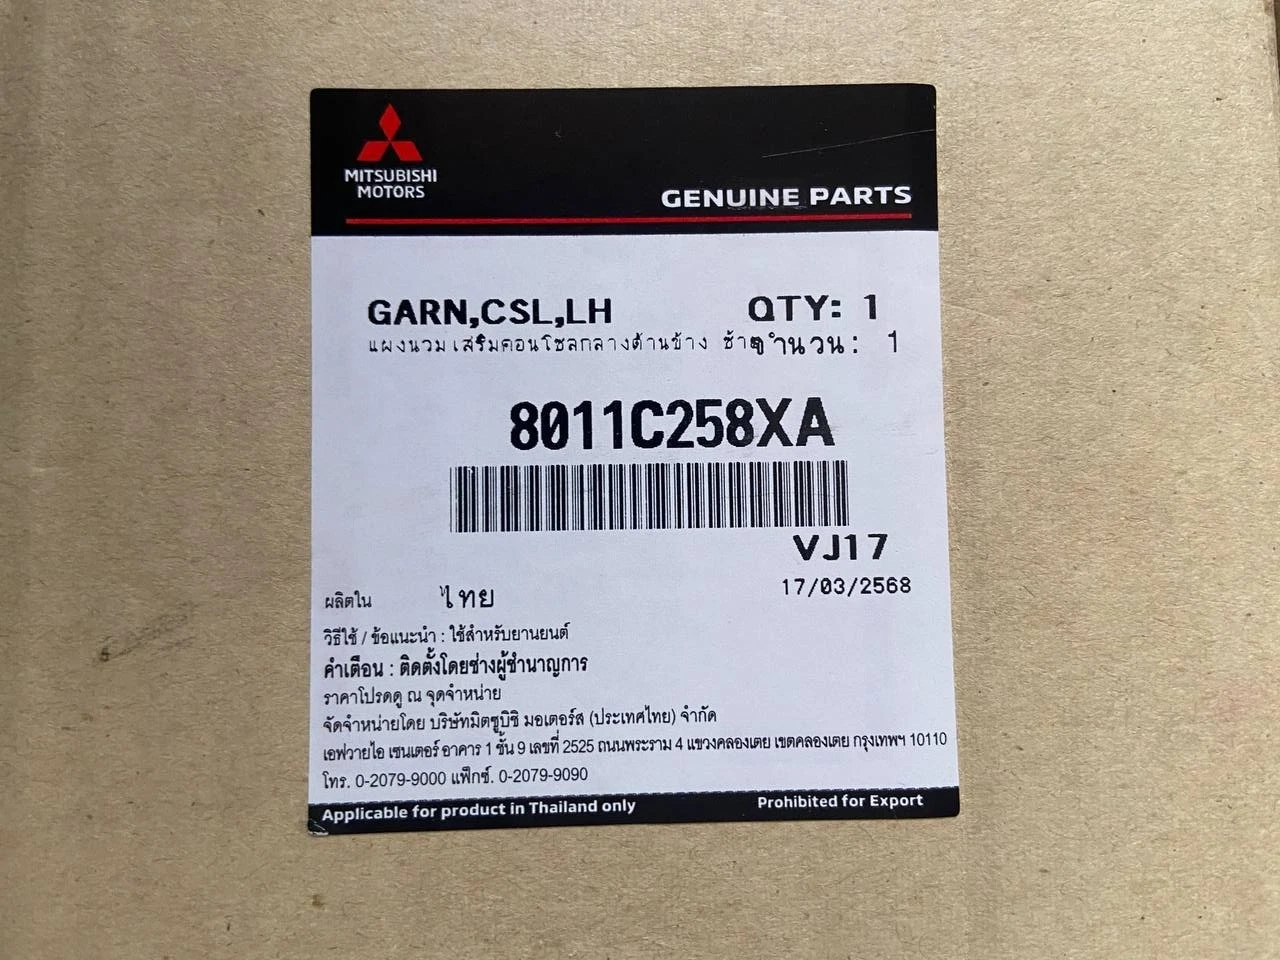 MITSUBISHI
MOTORS
GENUINE PARTS
GARN,CSL,LH QTY: 1
แผงนวมเสริมคอนโซลกลางด้านข้าง ซ้าย จำนวน: 1
8011C258XA
VJ17
17/03/2568
ผลิตใน ไทย
วิธีใช้ / ข้อแนะนำ : ใช้สำหรับยานยนต์
คำเตือน : ติดตั้งโดยช่างผู้ชำนาญการ
ราคาโปรดดู ณ จุดจำหน่าย
จัดจำหน่ายโดย บริษัทมิตซูบิชิ มอเตอร์ส (ประเทศไทย) จำกัด
เอฟวายไอ เซนเตอร์ อาคาร 1 ชั้น 9 เลขที่ 2525 ถนนพระราม 4 แขวงคลองเตย เขตคลองเตย กรุงเทพฯ 10110
โทร. 0-2079-9000 แฟ็กซ์. 0-2079-9090
Applicable for product in Thailand only Prohibited for Export